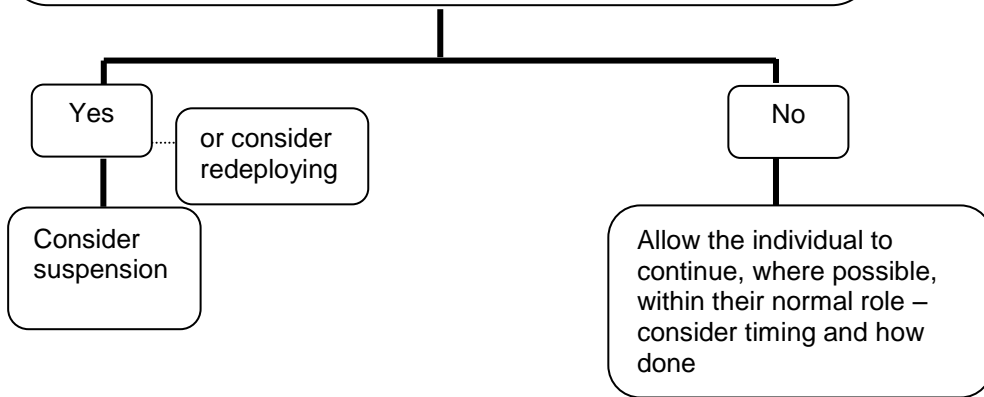 Yes
or consider
redeploying
Consider
suspension
No
Allow the individual to
continue, where possible,
within their normal role –
consider timing and how
done